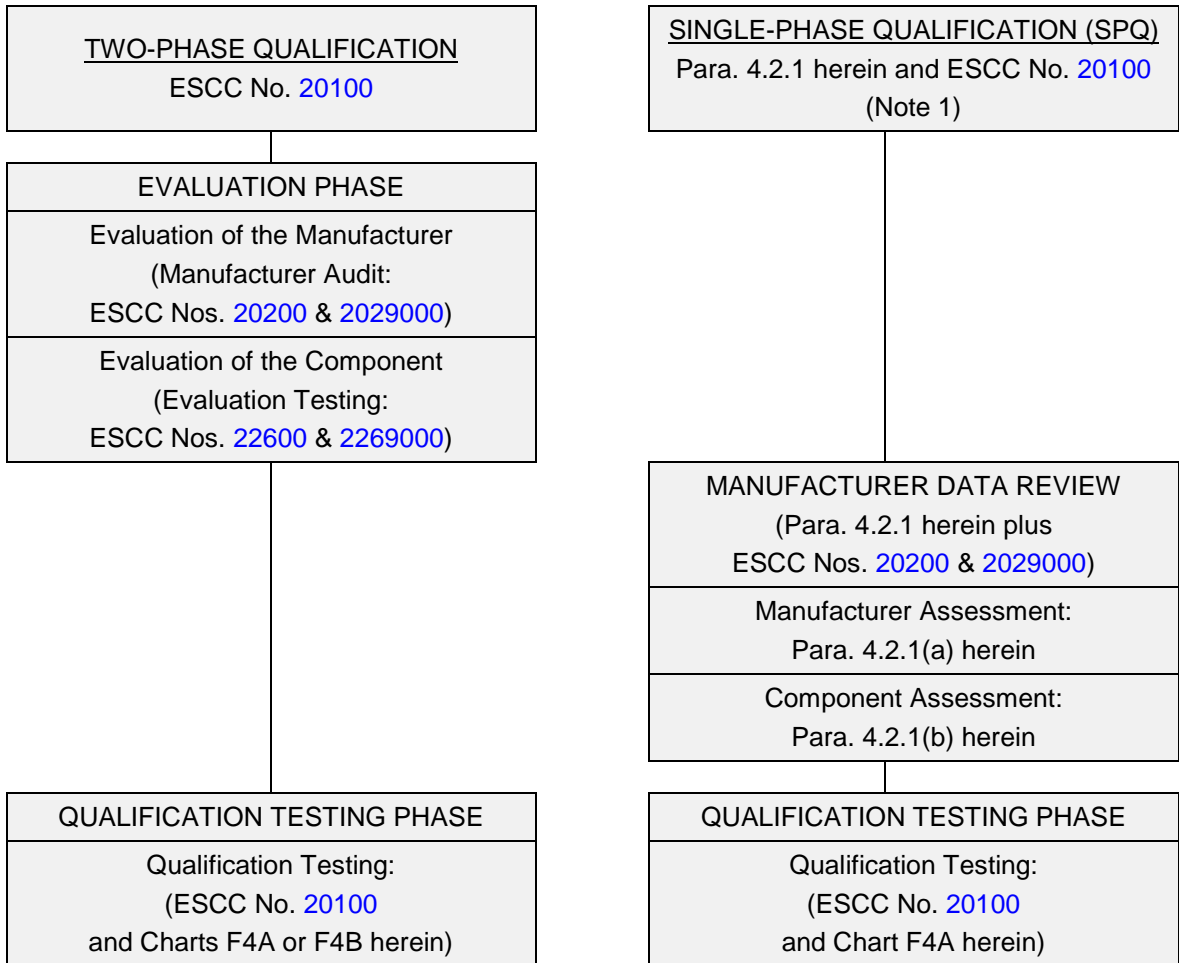 TWO-PHASE QUALIFICATION
ESCC No. 20100
EVALUATION PHASE
Evaluation of the Manufacturer
(Manufacturer Audit:
ESCC Nos. 20200 & 2029000)
Evaluation of the Component
(Evaluation Testing:
ESCC Nos. 22600 & 2269000)
QUALIFICATION TESTING PHASE
Qualification Testing:
(ESCC No. 20100
and Charts F4A or F4B herein)
SINGLE-PHASE QUALIFICATION (SPQ)
Para. 4.2.1 herein and ESCC No. 20100
(Note 1)
MANUFACTURER DATA REVIEW
(Para. 4.2.1 herein plus
ESCC Nos. 20200 & 2029000)
Manufacturer Assessment:
Para. 4.2.1(a) herein
Component Assessment:
Para. 4.2.1(b) herein
QUALIFICATION TESTING PHASE
Qualification Testing:
(ESCC No. 20100
and Chart F4A herein)